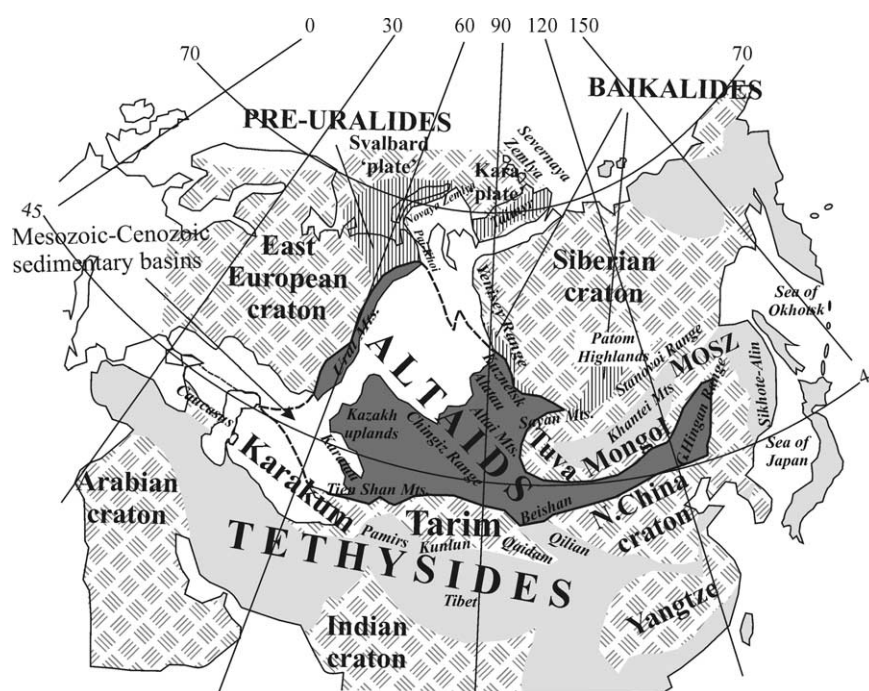 0
30
60
90
120
150
70
70
BAIKALIDES
PRE-URALIDES
Svalbard
'plate'
Severnaya
Zemlya
Kara
plate'
Taimyr
Novaya Zemlya
Pai-Khoi
45
Mesozoic-Cenozoic
sedimentary basins
East
European
craton
Siberian
craton
Sea of
Okhotsk
Yenisey Range
Patom
Highlands
Stanovoi Range
MOSZ
Ural Mts.
ALTAIDS
Kuznetsk
Alatau
Altai Mts.
Sayan Mts.
Khantei Mts
Sikhote-Alin
4
Caucasus
Kazakh
uplands
Chingiz Range
Tuva
Mongol
G.Hingan Range
Sea of
Japan
Karatau
Karakum
Arabian
craton
Tien Shan Mts.
Beishan
N.China
craton
Tarim
Pamirs
Kunlun
Qaidam
Qilian
TETHYSIDES
Tibet
Yangtze
Indian
craton